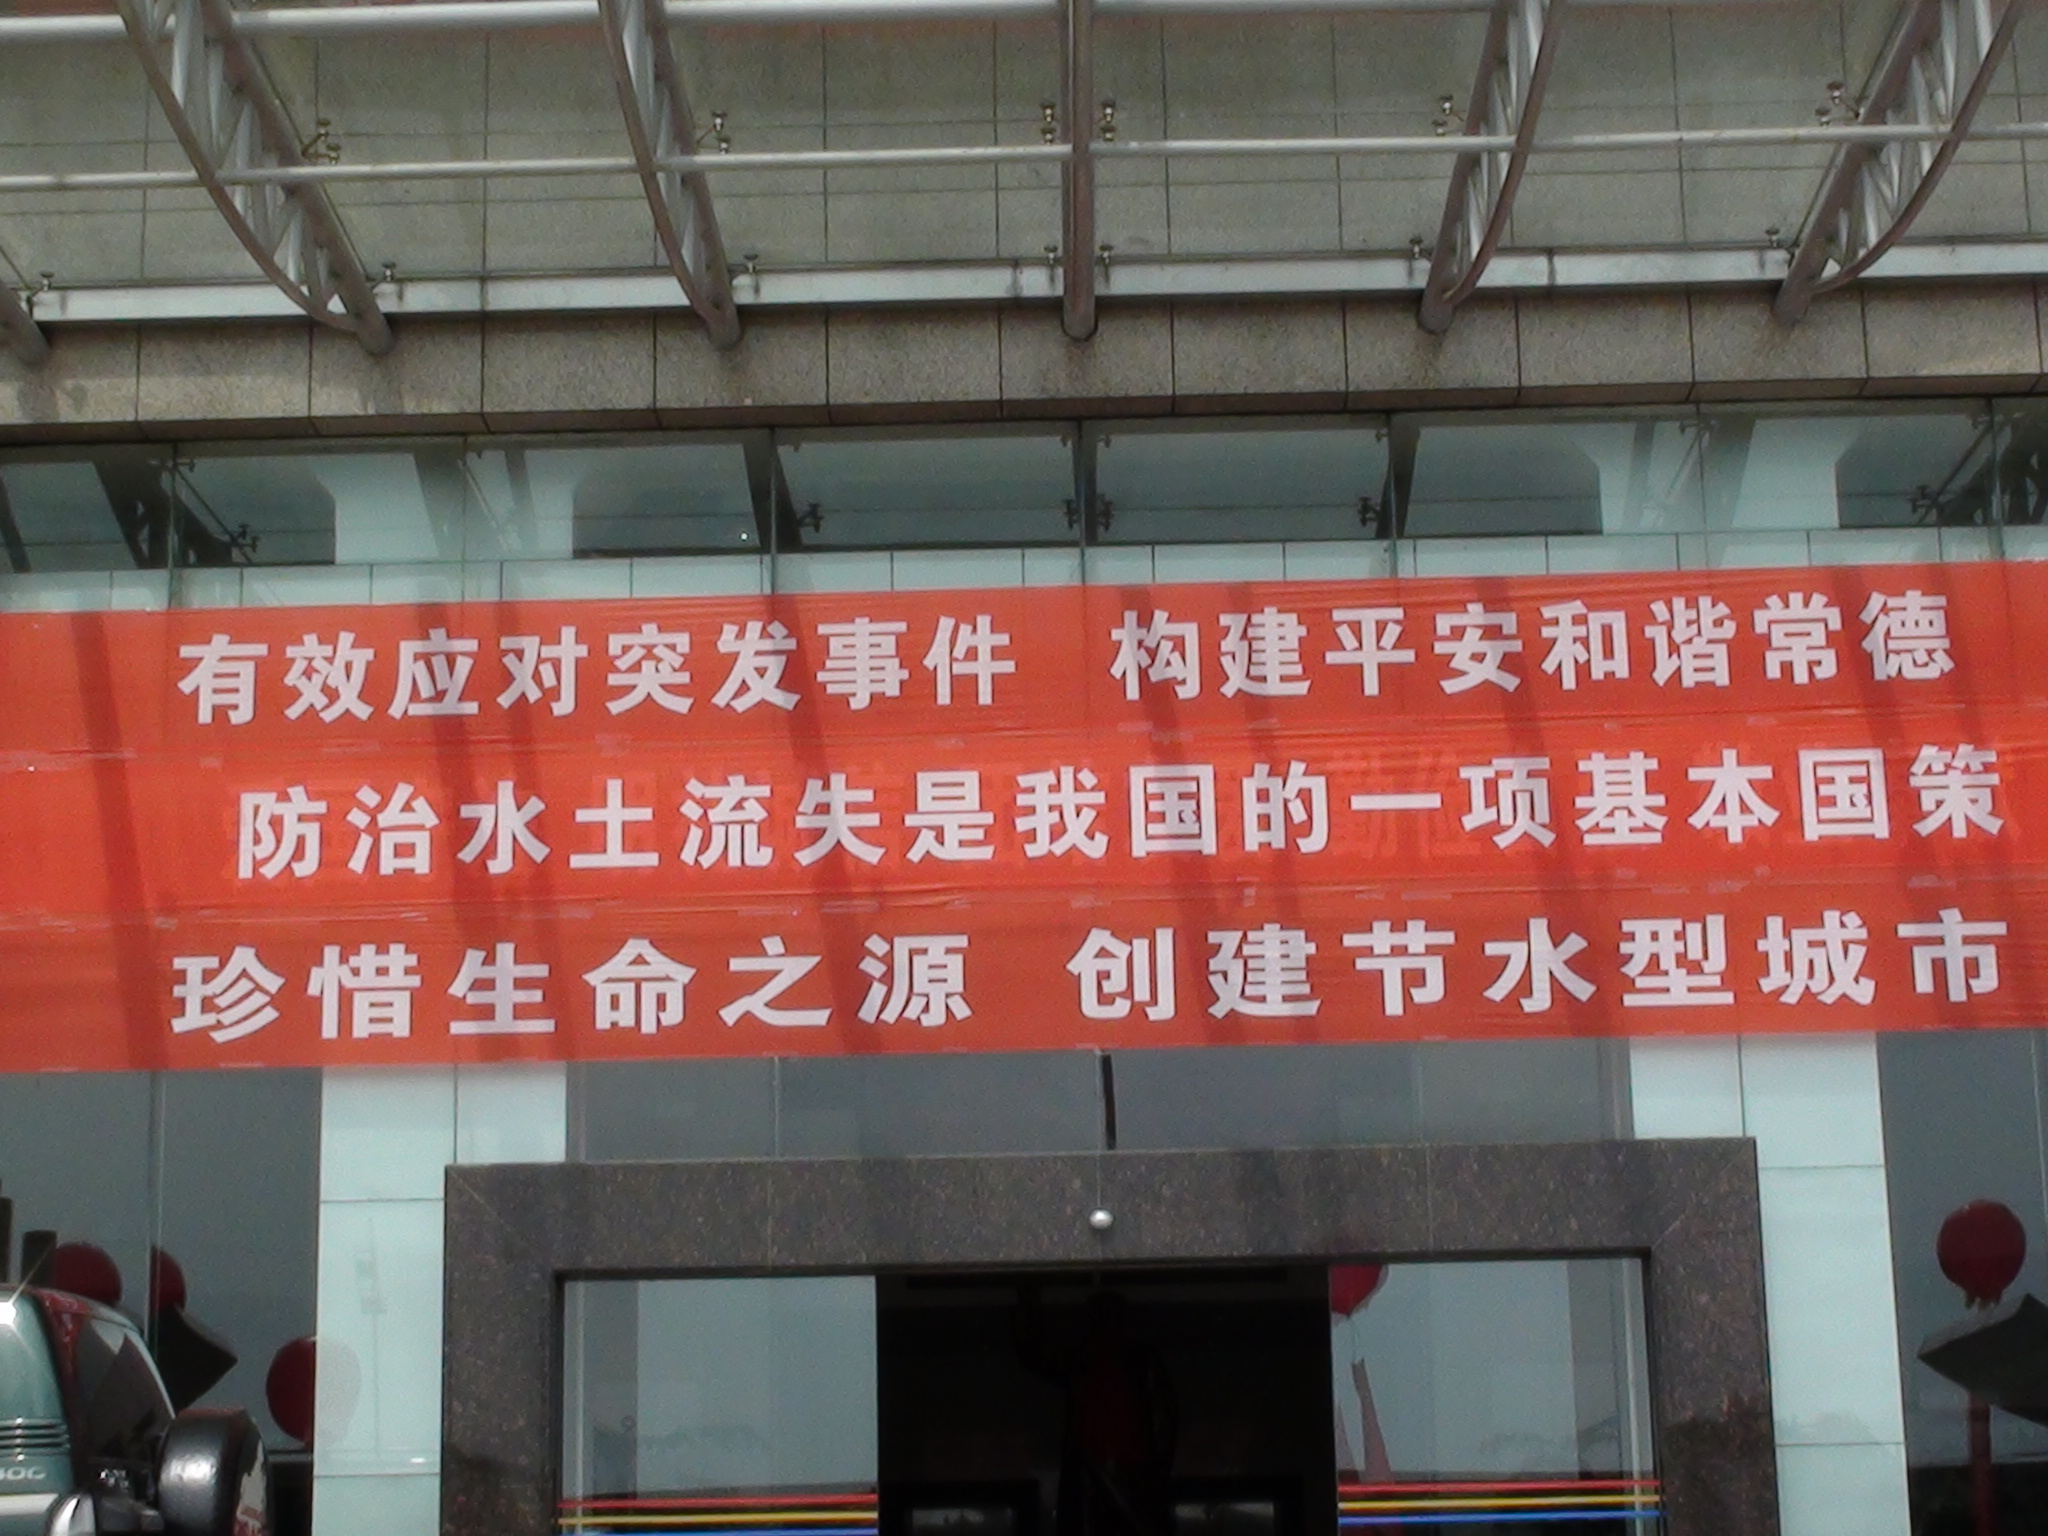 有效应对突发事件 构建平安和谐常德
防治水土流失是我国的一项基本国策
珍惜生命之源 创建节水型城市